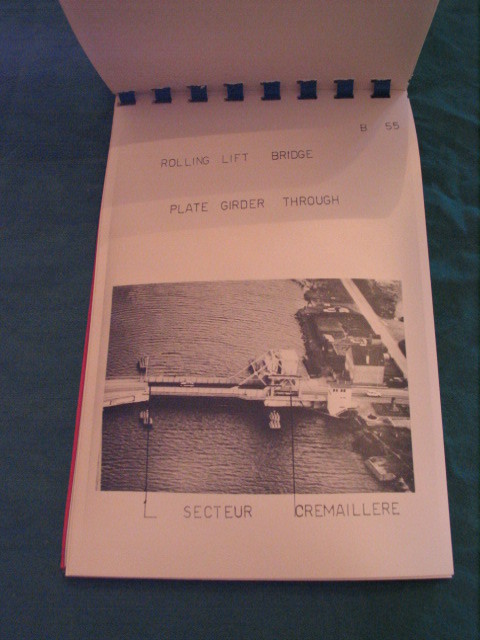 B 55
ROLLING LIFT BRIDGE
PLATE GIRDER THROUGH
SECTEUR CREMAILLERE